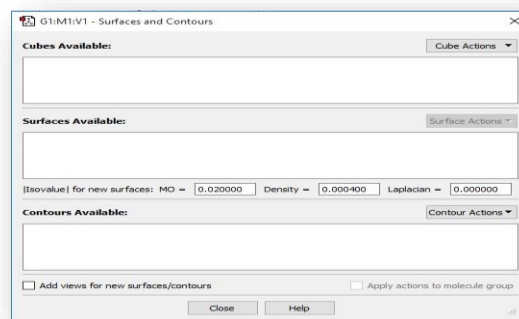 G1:M1:V1 - Surfaces and Contours
Cubes Available: Cube Actions
Surfaces Available: Surface Actions
|Isovalue| for new surfaces: MO = 0.020000 Density = 0.000400 Laplacian = 0.000000
Contours Available: Contour Actions
Add views for new surfaces/contours Apply actions to molecule group
Close Help